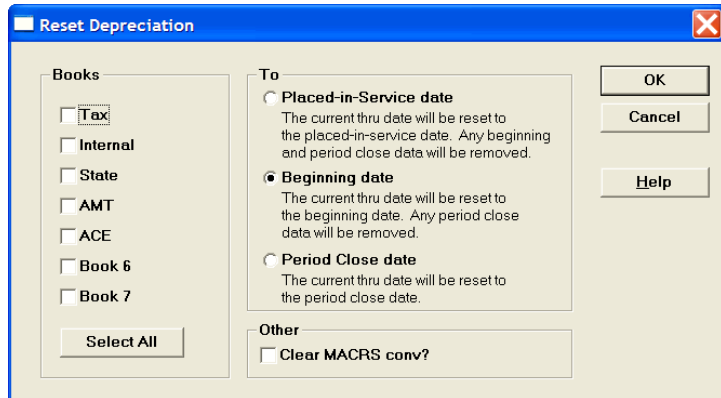 Reset Depreciation
Books
Tax
Internal
State
AMT
ACE
Book 6
Book 7
Select All
To
Placed-in-Service date
The current thru date will be reset to
the placed-in-service date. Any beginning
and period close data will be removed.
Beginning date
The current thru date will be reset to
the beginning date. Any period close
data will be removed.
Period Close date
The current thru date will be reset to
the period close date.
Other
Clear MACRS conv?
OK
Cancel
Help